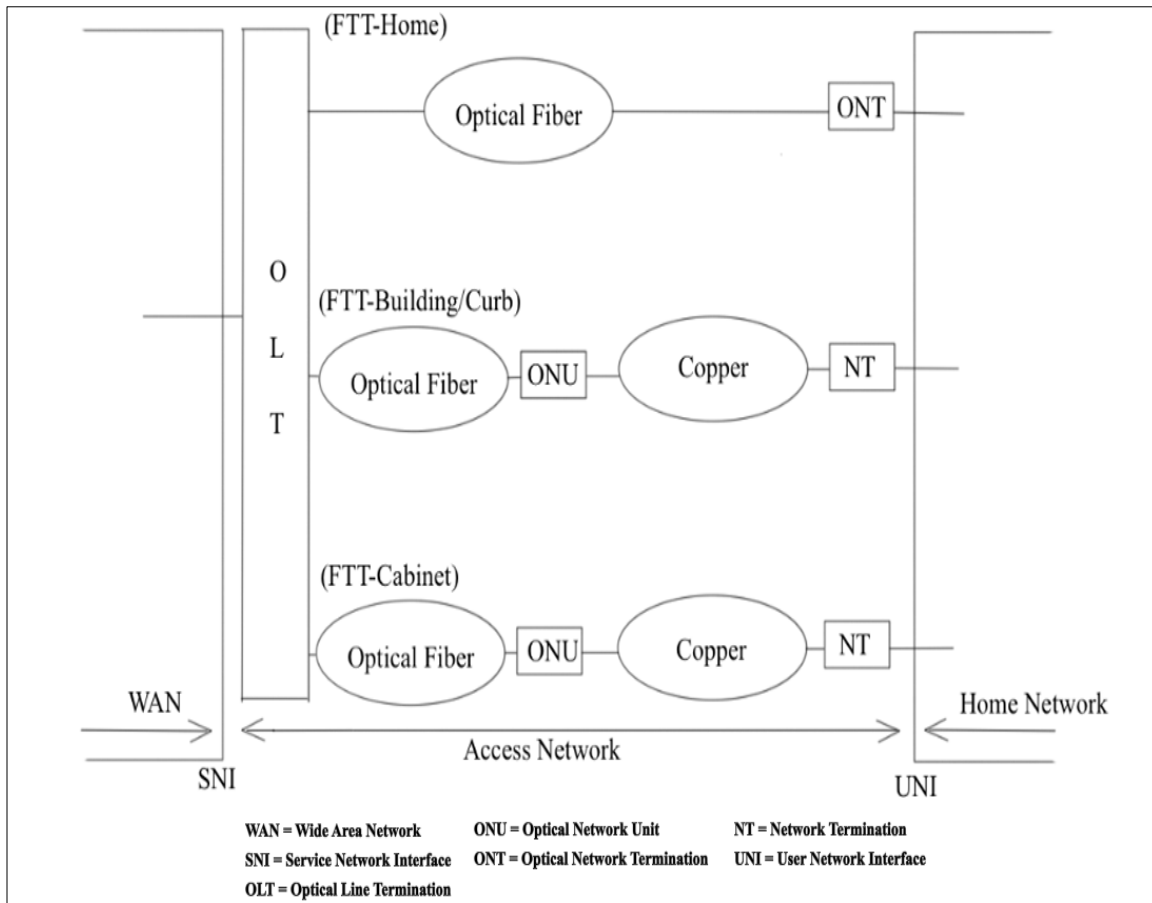 (FTT-Home)
Optical Fiber
ONT
O
L
T
(FTT-Building/Curb)
Optical Fiber
ONU
Copper
NT
(FTT-Cabinet)
Optical Fiber
ONU
Copper
NT
WAN
Access Network
Home Network
SNI
UNI
WAN = Wide Area Network
ONU = Optical Network Unit
NT = Network Termination
SNI = Service Network Interface
ONT = Optical Network Termination
UNI = User Network Interface
OLT = Optical Line Termination